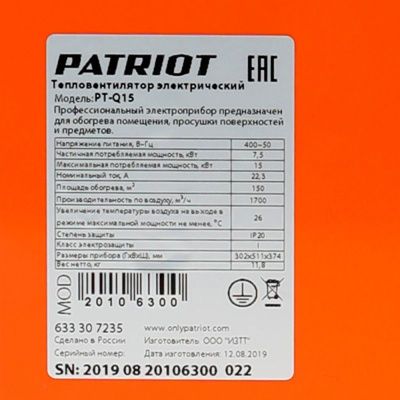 PATRIOT EAC
Тепловентилятор электрический
Модель: PT-Q15
Профессиональный электроприбор предназначен
для обогрева помещения, просушки поверхностей
и предметов.
Напряжение питания, В~Гц 400~50
Частичная потребляемая мощность, кВт 7,5
Максимальная потребляемая мощность, кВт 15
Номинальный ток, А 22,3
Площадь обогрева, м² 150
Производительность по воздуху, м³/ч 1700
Увеличение температуры воздуха на выходе в
режиме максимальной мощности не менее, °С 26
Степень защиты IP20
Класс электрозащиты I
Размеры прибора (ГхВхШ), мм 302х511х374
Вес нетто, кг 11,8
MOD
2010 6300
633 30 7235 www.onlypatriot.com
Сделано в России Изготовитель: ООО "ИЗТТ"
Серийный номер: Дата изготовления: 12.08.2019
SN: 2019 08 20106300 022